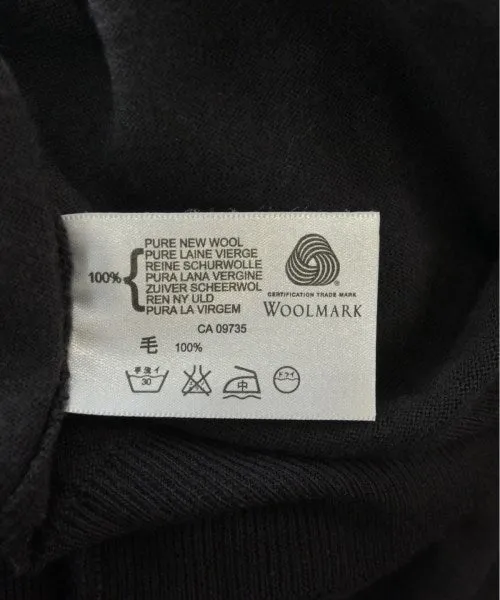 100%
PURE NEW WOOL
PURE LAINE VIERGE
REINE SCHURWOLLE
PURA LANA VERGINE
ZUIVER SCHEERWOL
REN NY ULD
PURA LA VIRGEM
CERTIFICATION TRADE MARK
WOOLMARK
CA 09735
毛 100%
手洗イ
30
中
ドライ